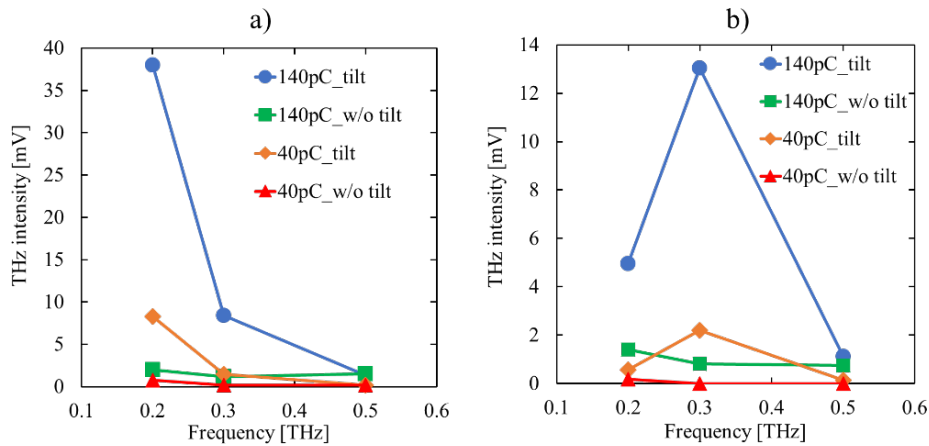 a)
THz intensity [mV]
40
35
30
25
20
15
10
5
0
140pC_tilt
140pC_w/o tilt
40pC_tilt
40pC_w/o tilt
0.1 0.2 0.3 0.4 0.5 0.6
Frequency [THz]
b)
THz intensity [mV]
14
12
10
8
6
4
2
0
140pC_tilt
140pC_w/o tilt
40pC_tilt
40pC_w/o tilt
0.1 0.2 0.3 0.4 0.5 0.6
Frequency [THz]